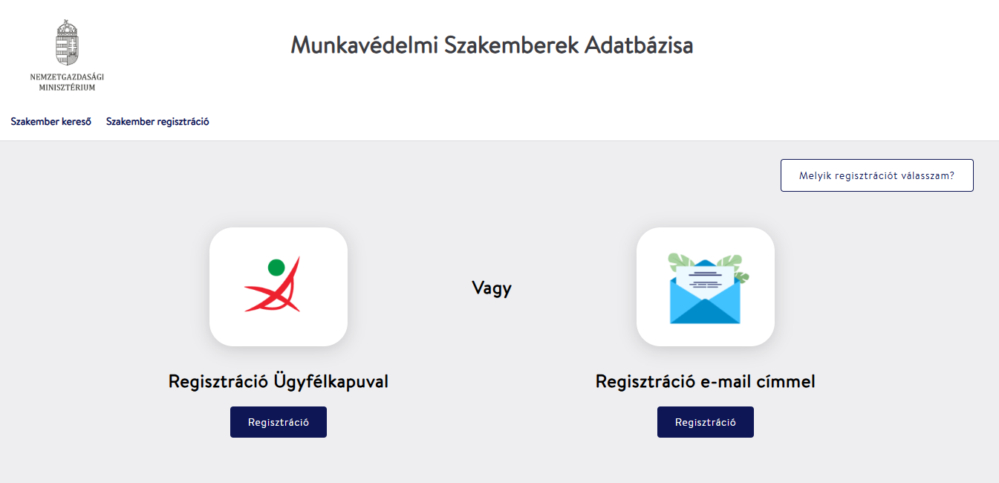 Munkavédelmi Szakemberek Adatbázisa
NEMZETGAZDASÁGI
MINISZTÉRIUM
Szakember kereső
Szakember regisztráció
Melyik regisztrációt válasszam?
Vagy
Regisztráció Ügyfélkapuval
Regisztráció e-mail címmel
Regisztráció
Regisztráció